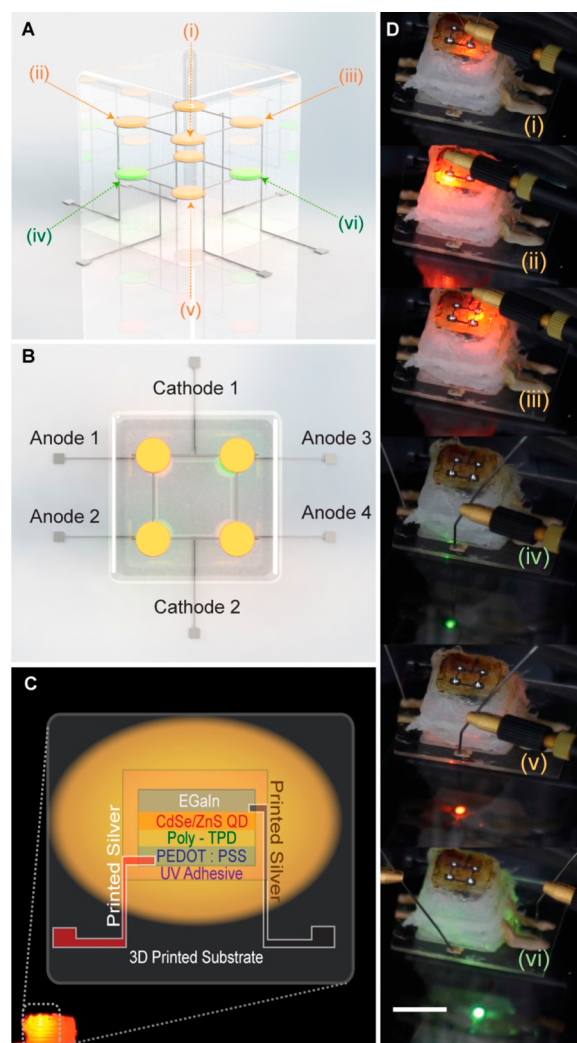 A
(i)
(ii)
(iii)
(iv)
(vi)
(v)
B
Cathode 1
Anode 1
Anode 3
Anode 2
Anode 4
Cathode 2
C
Printed Silver
Printed Silver
EGaIn
CdSe/ZnS QD
Poly - TPD
PEDOT : PSS
UV Adhesive
3D Printed Substrate
D
(i)
(ii)
(iii)
(iv)
(v)
(vi)